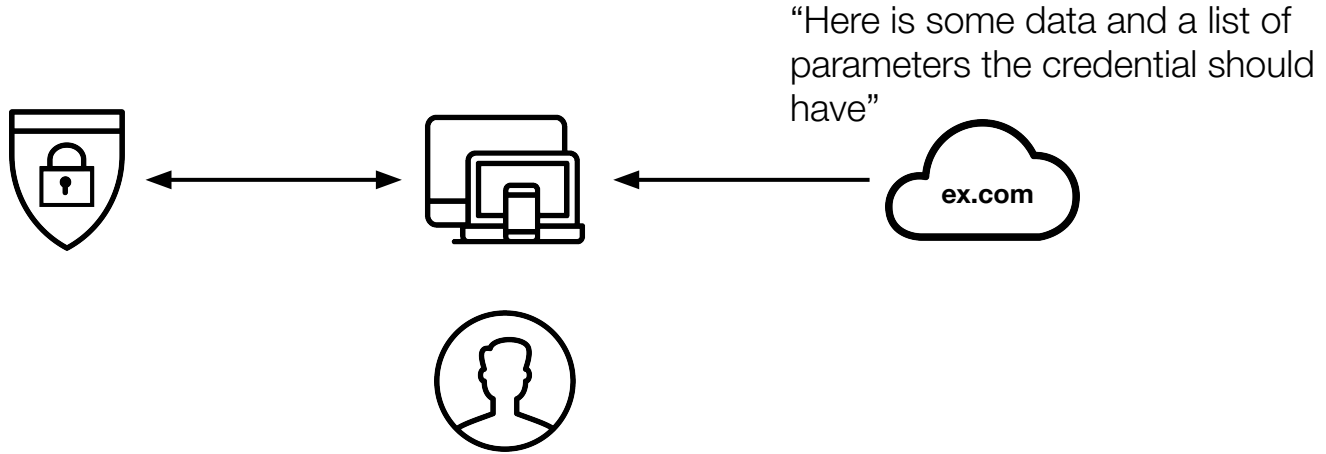 “Here is some data and a list of
parameters the credential should
have”
ex.com